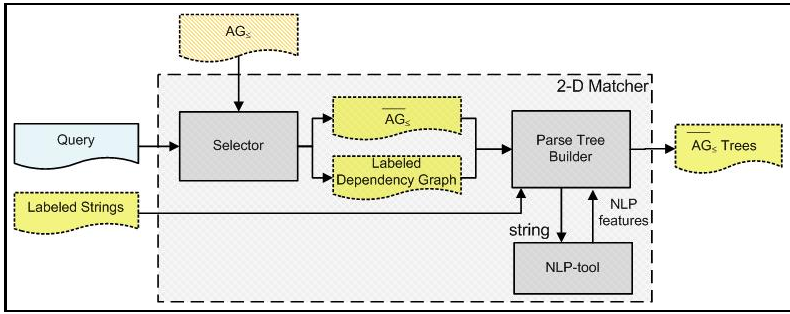 AG≤
2-D Matcher
Query
Selector
AG≤
Labeled
Dependency Graph
Parse Tree
Builder
AG≤ Trees
Labeled Strings
string
NLP
features
NLP-tool